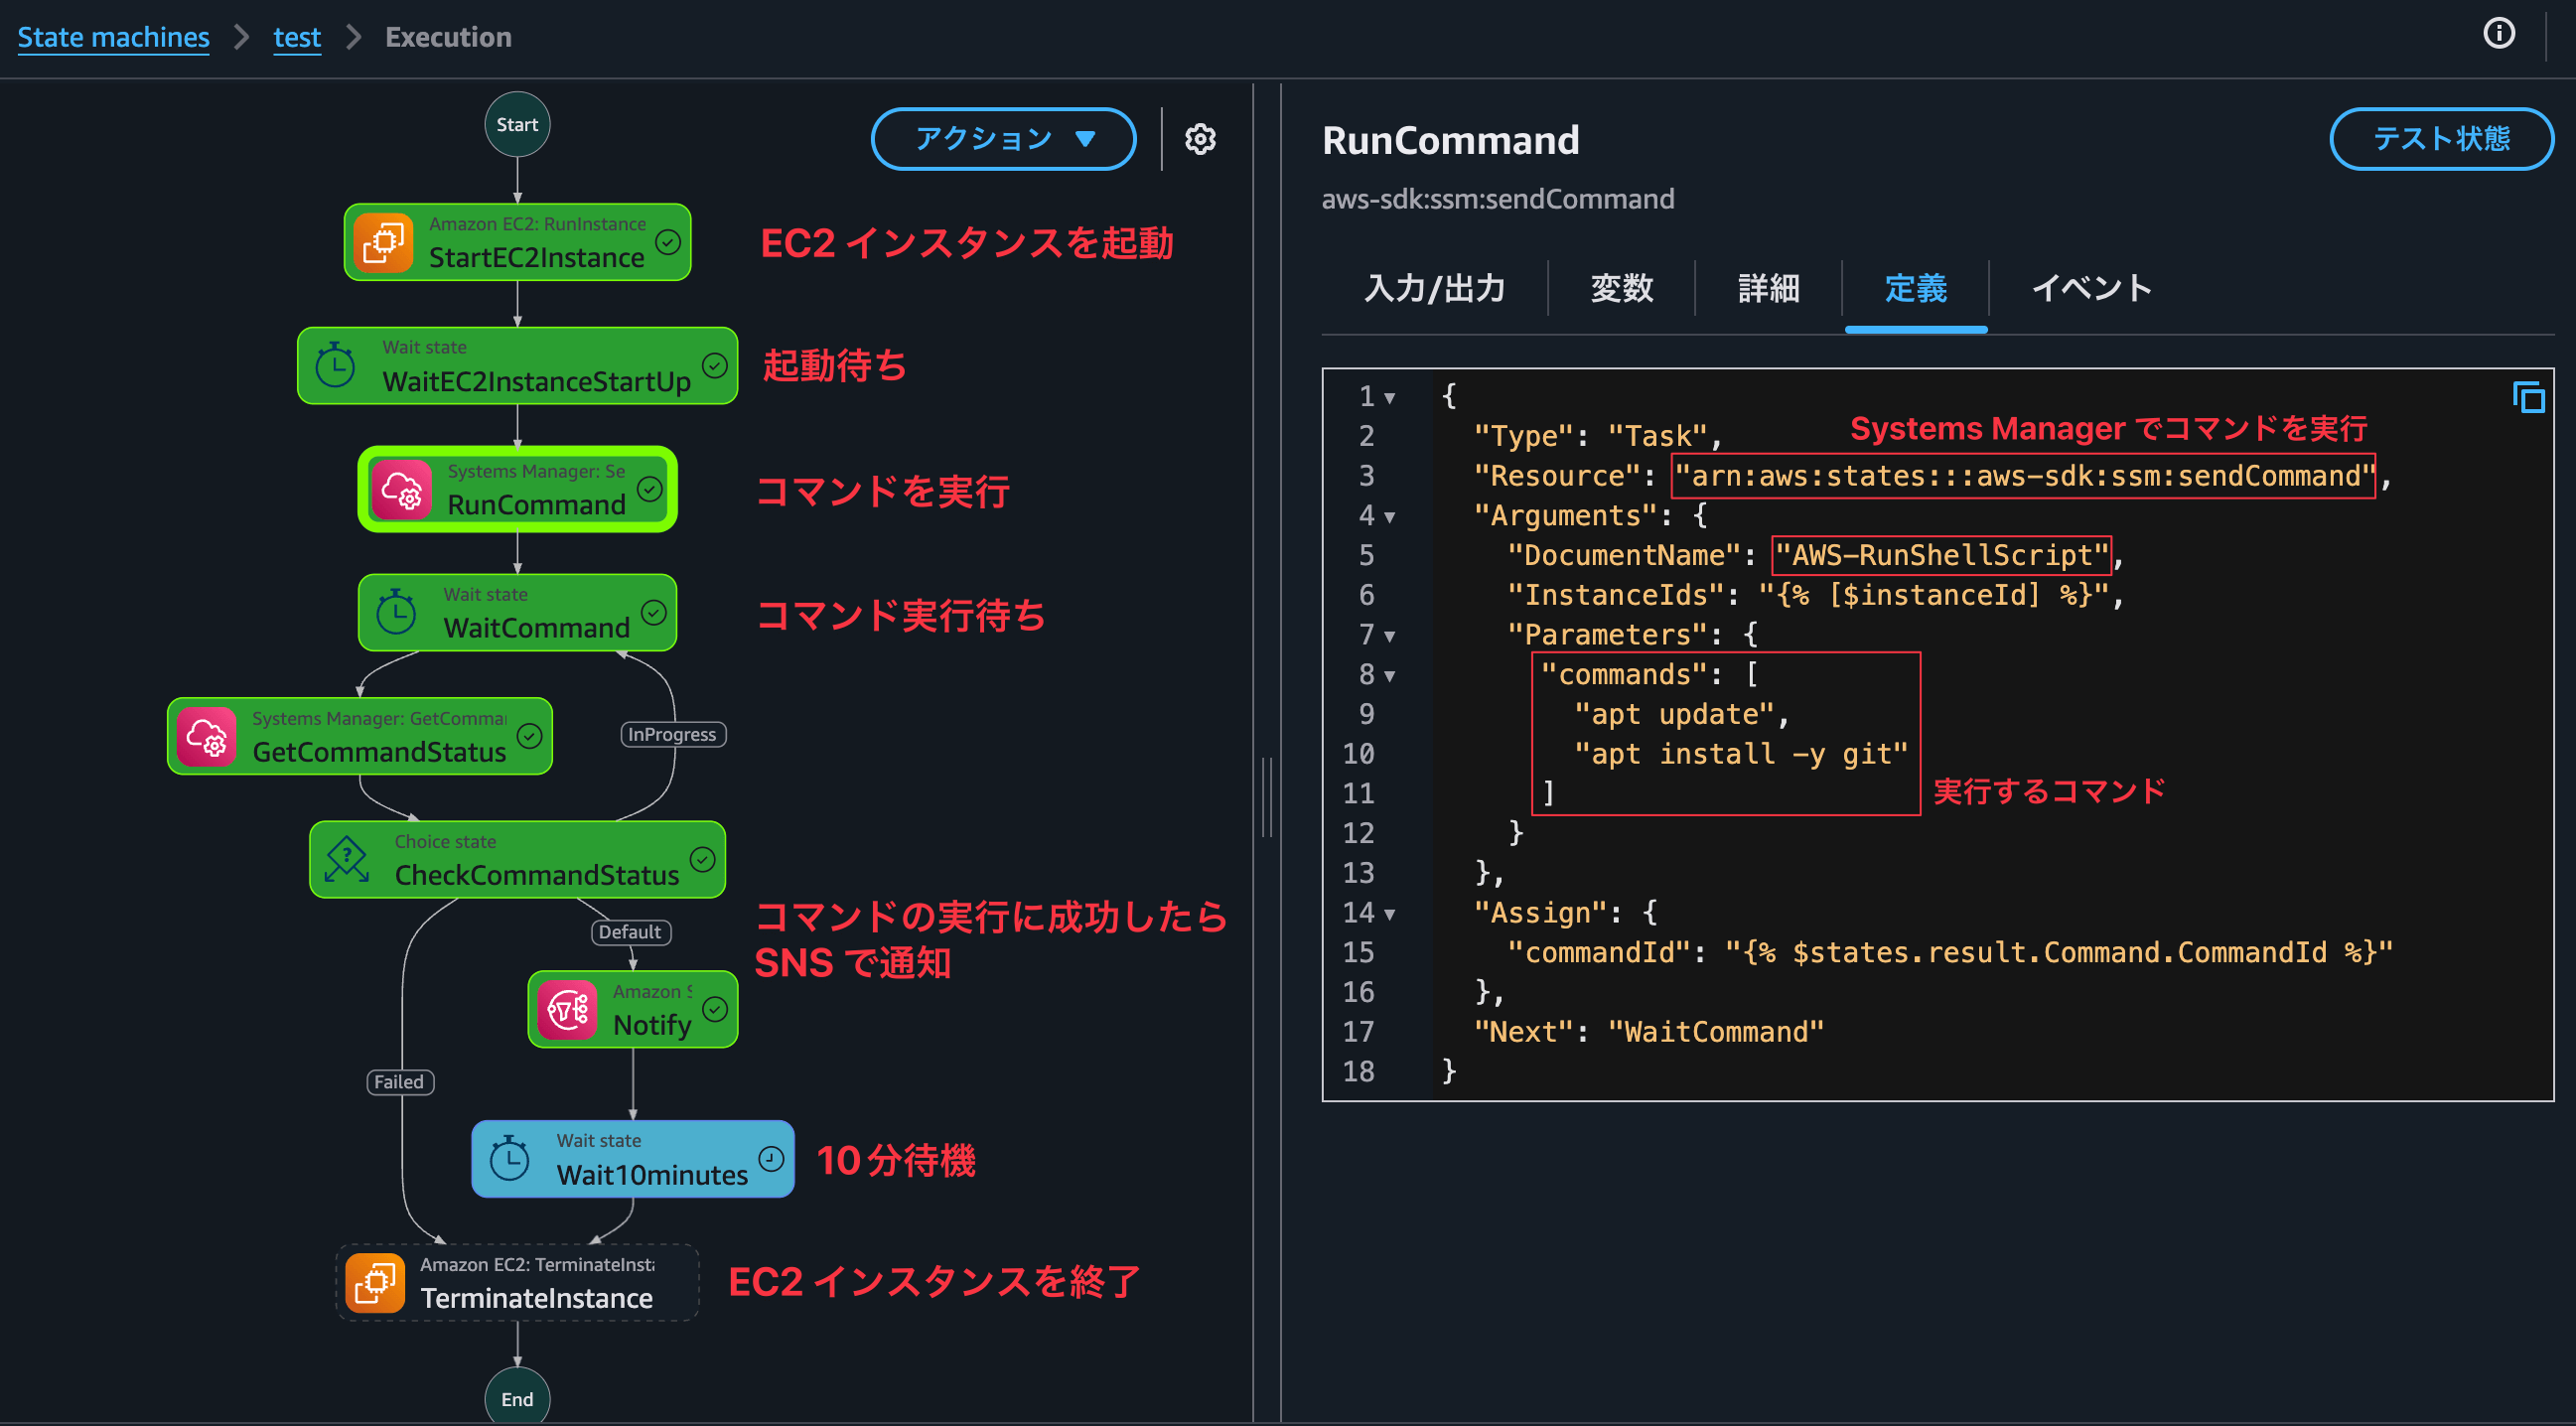 State machines > test > Execution
Start
アクション
Amazon EC2: RunInstance
StartEC2Instance
EC2 インスタンスを起動
Wait state
WaitEC2InstanceStartUp
起動待ち
Systems Manager: Se
RunCommand
コマンドを実行
Wait state
WaitCommand
コマンド実行待ち
Systems Manager: GetComma
GetCommandStatus
InProgress
Choice state
CheckCommandStatus
Default
コマンドの実行に成功したら
SNS で通知
Amazon S
Notify
Failed
Wait state
Wait10minutes
10 分待機
Amazon EC2: TerminateInsta
TerminateInstance
EC2 インスタンスを終了
End
RunCommand
テスト状態
aws-sdk:ssm:sendCommand
入力/出力 変数 詳細 定義 イベント
1 {
2 "Type": "Task",
Systems Manager でコマンドを実行
3 "Resource": "arn:aws:states:::aws-sdk:ssm:sendCommand",
4 "Arguments": {
5 "DocumentName": "AWS-RunShellScript",
6 "InstanceIds": "{% [$instanceId] %}",
7 "Parameters": {
8 "commands": [
9 "apt update",
10 "apt install -y git"
11 ]
実行するコマンド
12 }
13 },
14 "Assign": {
15 "commandId": "{% $states.result.Command.CommandId %}"
16 },
17 "Next": "WaitCommand"
18 }